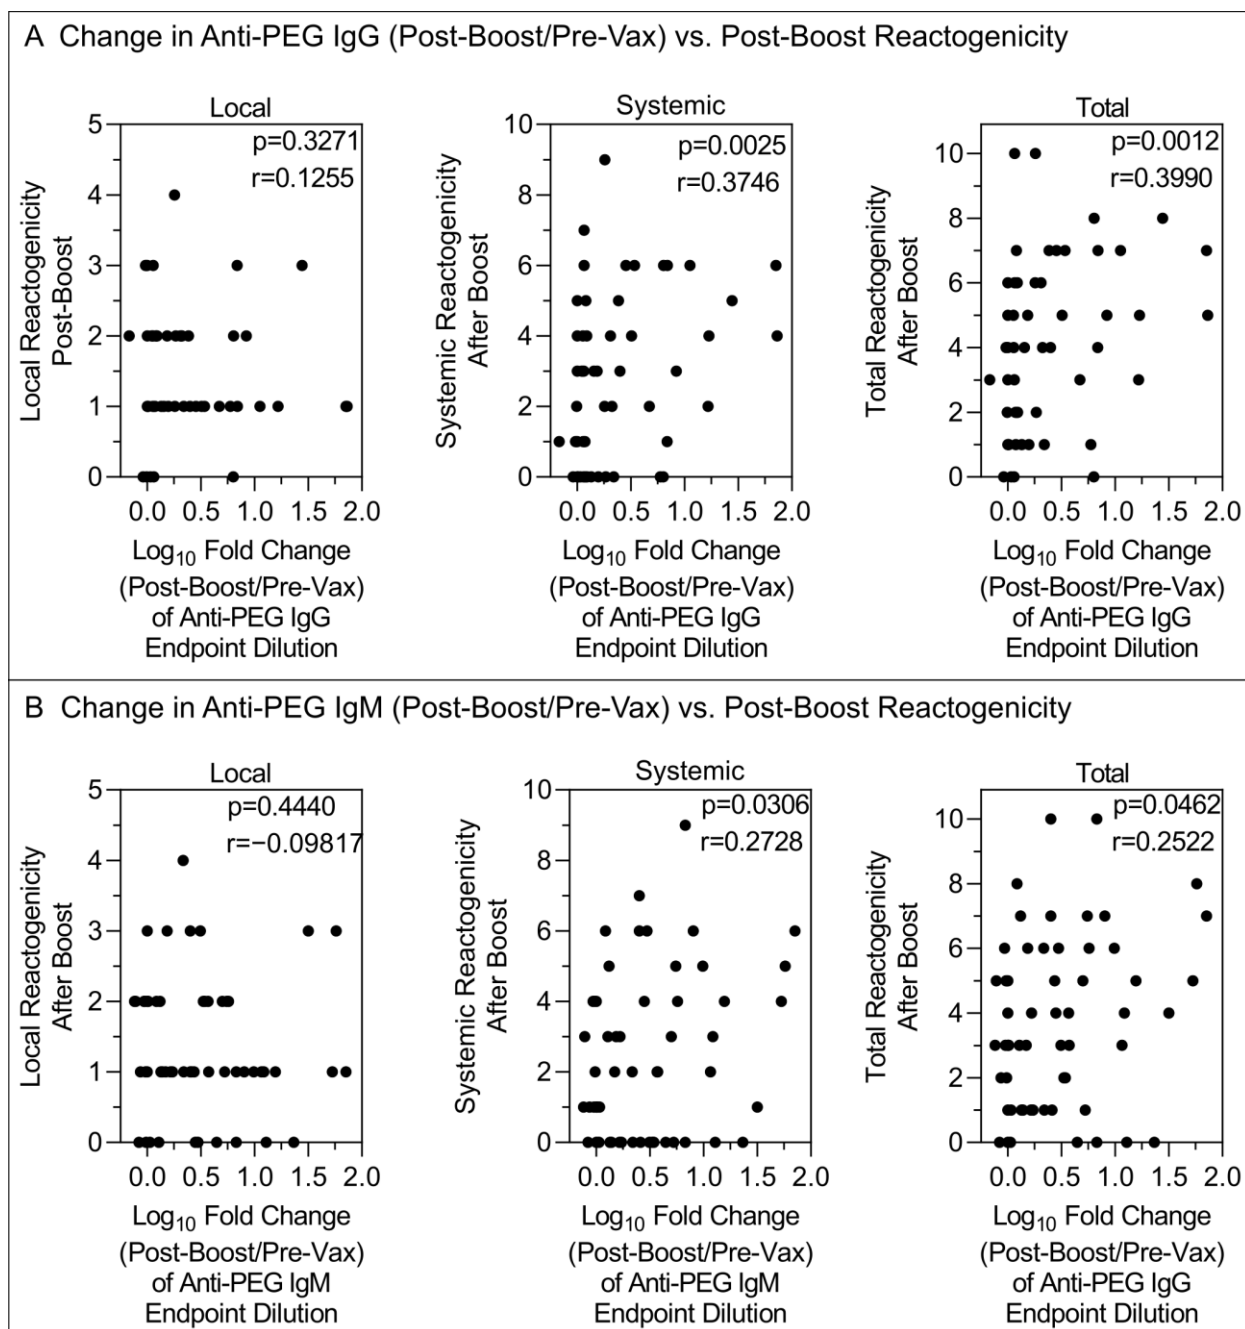 A Change in Anti-PEG IgG (Post-Boost/Pre-Vax) vs. Post-Boost Reactogenicity
Local
p=0.3271
r=0.1255
Local Reactogenicity
Post-Boost
5
4
3
2
1
0
0.0 0.5 1.0 1.5 2.0
Log10 Fold Change
(Post-Boost/Pre-Vax)
of Anti-PEG IgG
Endpoint Dilution
Systemic
p=0.0025
r=0.3746
Systemic Reactogenicity
After Boost
10
8
6
4
2
0
0.0 0.5 1.0 1.5 2.0
Log10 Fold Change
(Post-Boost/Pre-Vax)
of Anti-PEG IgG
Endpoint Dilution
Total
p=0.0012
r=0.3990
Total Reactogenicity
After Boost
10
8
6
4
2
0
0.0 0.5 1.0 1.5 2.0
Log10 Fold Change
(Post-Boost/Pre-Vax)
of Anti-PEG IgG
Endpoint Dilution
B Change in Anti-PEG IgM (Post-Boost/Pre-Vax) vs. Post-Boost Reactogenicity
Local
p=0.4440
r=−0.09817
Local Reactogenicity
After Boost
5
4
3
2
1
0
0.0 0.5 1.0 1.5 2.0
Log10 Fold Change
(Post-Boost/Pre-Vax)
of Anti-PEG IgM
Endpoint Dilution
Systemic
p=0.0306
r=0.2728
Systemic Reactogenicity
After Boost
10
8
6
4
2
0
0.0 0.5 1.0 1.5 2.0
Log10 Fold Change
(Post-Boost/Pre-Vax)
of Anti-PEG IgM
Endpoint Dilution
Total
p=0.0462
r=0.2522
Total Reactogenicity
After Boost
10
8
6
4
2
0
0.0 0.5 1.0 1.5 2.0
Log10 Fold Change
(Post-Boost/Pre-Vax)
of Anti-PEG IgG
Endpoint Dilution